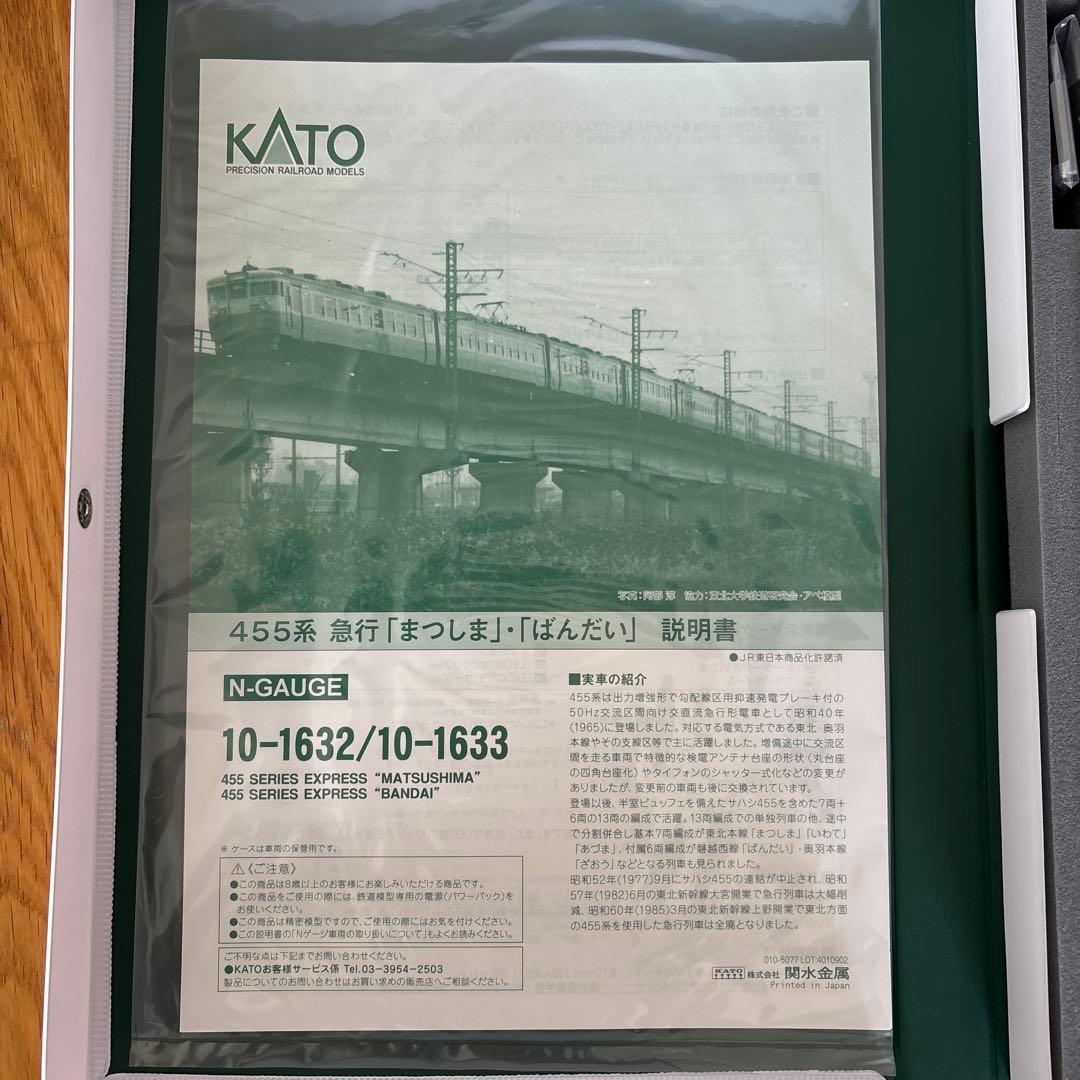 KATO
PRECISION RAILROAD MODELS
写真：阿部 淳　協力：東北大学鉄道研究会・アベ模型
455系 急行「まつしま」・「ばんだい」 説明書
●JR東日本商品化許諾済
N-GAUGE
10-1632/10-1633
455 SERIES EXPRESS “MATSUSHIMA”
455 SERIES EXPRESS “BANDAI”
※ ケースは車両の保管用です。
⚠《ご注意》
●この商品は8歳以上のお客様にお楽しみいただける商品です。
●この商品をご使用の際には、鉄道模型専用の電源(パワーパック)を
お使いください。
●この商品は精密模型ですので、ご使用の際にはお気を付けください。
●この説明書の「Nゲージ車両の取り扱いについて」もよくお読みください。
ご不明な点は下記までお問い合わせください。
●KATOお客様サービス係 Tel.03-3954-2503
製品についてのお問い合わせはお買い求めの販売店へご相談ください。
■実車の紹介
455系は出力増強形で勾配線区用抑速発電ブレーキ付の
50Hz交流区間向け交直流急行形電車として昭和40年
(1965)に登場しました。対応する電気方式である東北・奥羽
本線やその支線区等で主に活躍しました。増備途中に交流区
間を走る車両で特徴的な検電アンテナ台座の形状（丸台座
の四角台座化）やタイフォンのシャッター式化などの変更が
ありましたが、変更前の車両も後に交換されています。
登場以後、半室ビュッフェを備えたサハシ455を含めた7両＋
6両の13両の編成で活躍。13両編成での単独列車の他、途中
で分割併合し基本7両編成が東北本線「まつしま」「いわて」
「あづま」、付属6両編成が磐越西線「ばんだい」・奥羽本線
「ざおう」などとなる列車も見られました。
昭和52年(1977)9月にサハシ455の連結が中止され、昭和
57年(1982)6月の東北新幹線大宮開業で急行列車は大幅削
減、昭和60年(1985)3月の東北新幹線上野開業で東北方面
の455系を使用した急行列車は全廃となりました。
010-5077 LOT:4010902
KATO 株式会社 関水金属
Printed in Japan